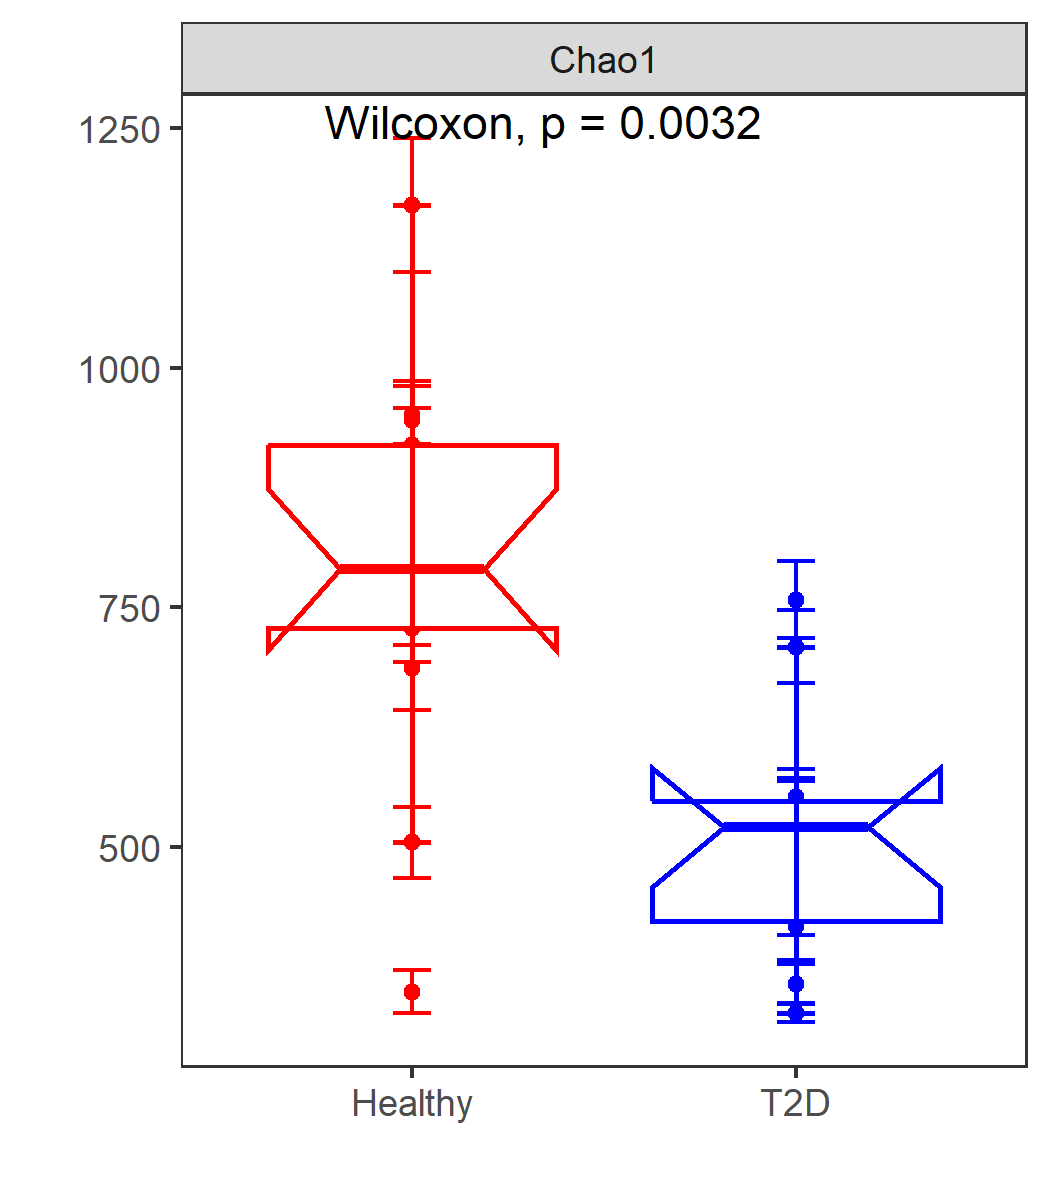 Chao1
Wilcoxon, p = 0.0032
1250
1000
750
500
Healthy T2D